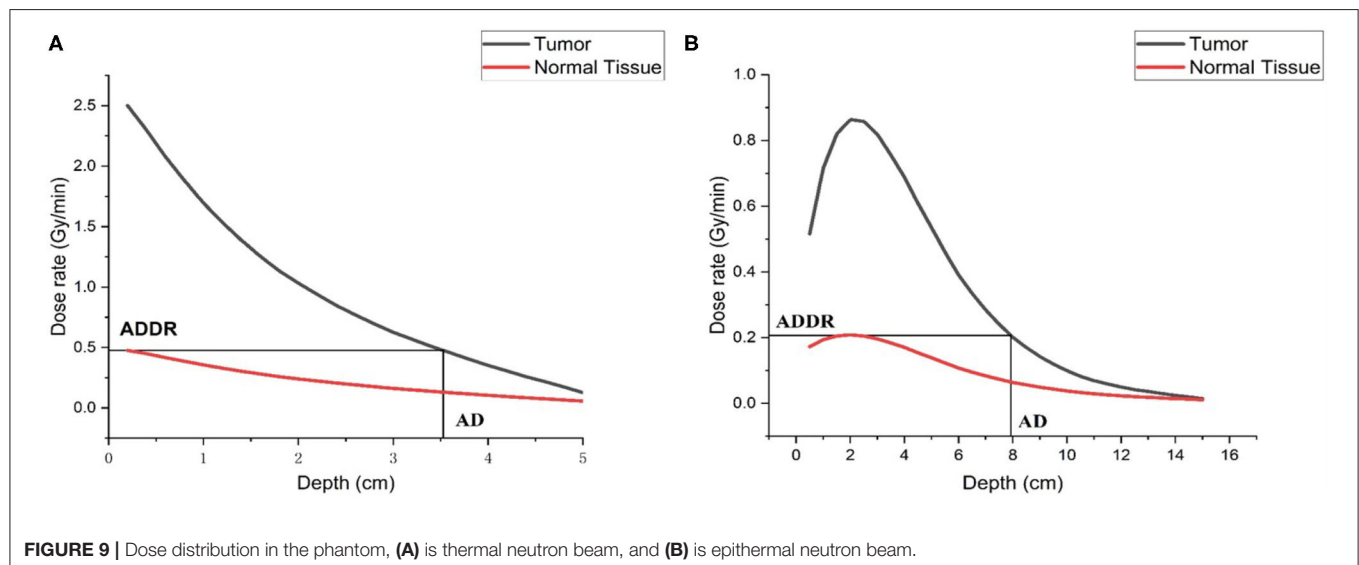 A
Tumor
Normal Tissue
2.5
2.0
1.5
1.0
0.5
0.0
Dose rate (Gy/min)
ADDR
AD
0 1 2 3 4 5
Depth (cm)
B
Tumor
Normal Tissue
1.0
0.8
0.6
0.4
0.2
0.0
Dose rate (Gy/min)
ADDR
AD
0 2 4 6 8 10 12 14 16
Depth (cm)
FIGURE 9 | Dose distribution in the phantom, (A) is thermal neutron beam, and (B) is epithermal neutron beam.